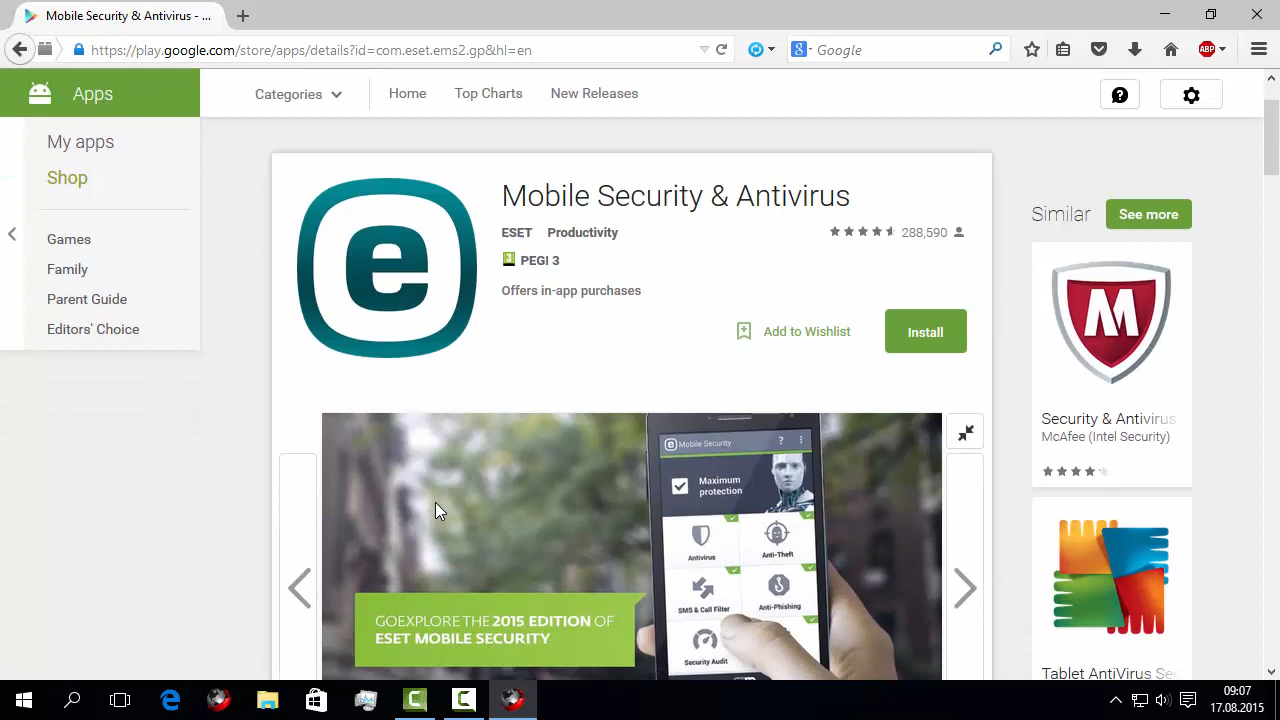 Mobile Security & Antivirus - ...
https://play.google.com/store/apps/details?id=com.eset.ems2.gp&hl=en
8 Google
ABP
Apps
Categories
Home
Top Charts
New Releases
My apps
Shop
Games
Family
Parent Guide
Editors' Choice
e
Mobile Security & Antivirus
ESET Productivity
288,590
3 PEGI 3
Offers in-app purchases
Add to Wishlist
Install
Similar
See more
M
Security & Antivirus
McAfee (Intel Security)
Tablet AntiVirus Se
e Mobile Security
?
Maximum
protection
Antivirus
Anti-Theft
SMS & Call Filter
Anti-Phishing
Security Audit
GOEXPLORE THE 2015 EDITION OF
ESET MOBILE SECURITY
09:07
17.08.2015